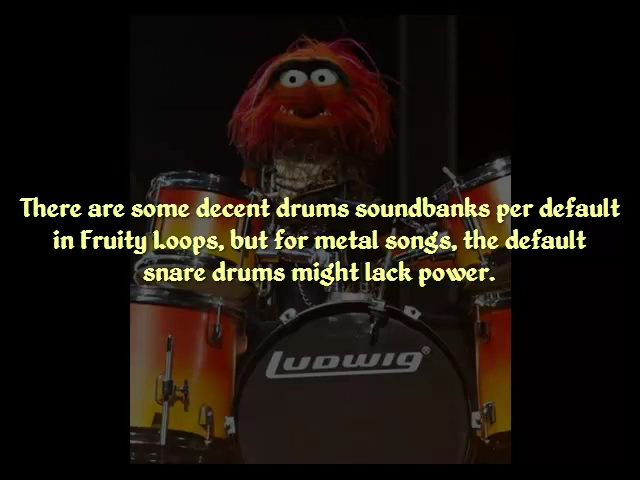 There are some decent drums soundbanks per default
in Fruity Loops, but for metal songs, the default
snare drums might lack power.
Ludwig®